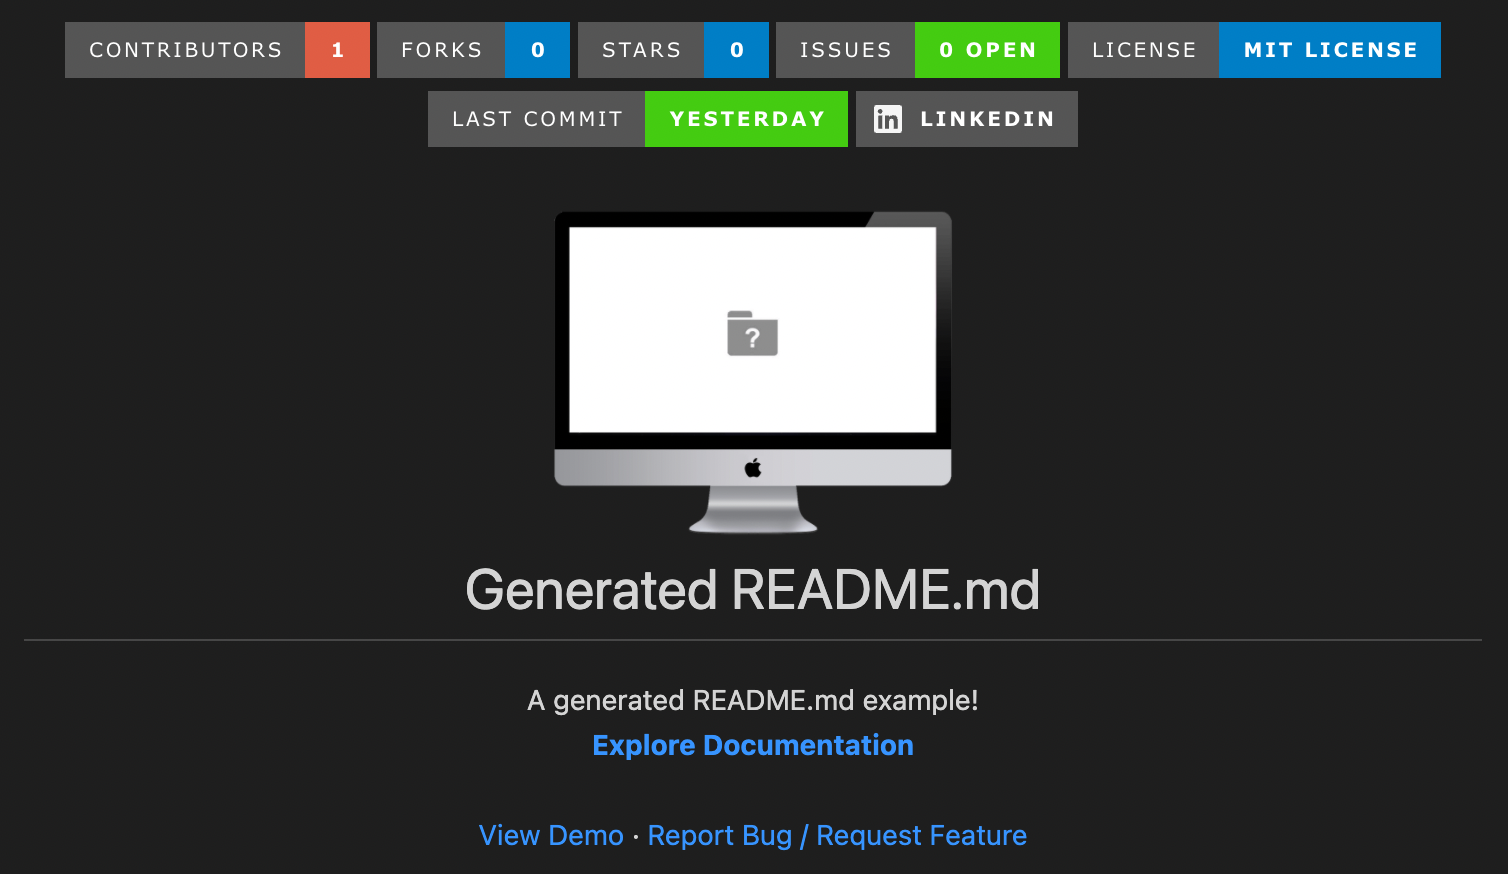 CONTRIBUTORS 1 FORKS 0 STARS 0 ISSUES 0 OPEN LICENSE MIT LICENSE
LAST COMMIT YESTERDAY in LINKEDIN
?
Generated README.md
A generated README.md example!
Explore Documentation
View Demo · Report Bug / Request Feature